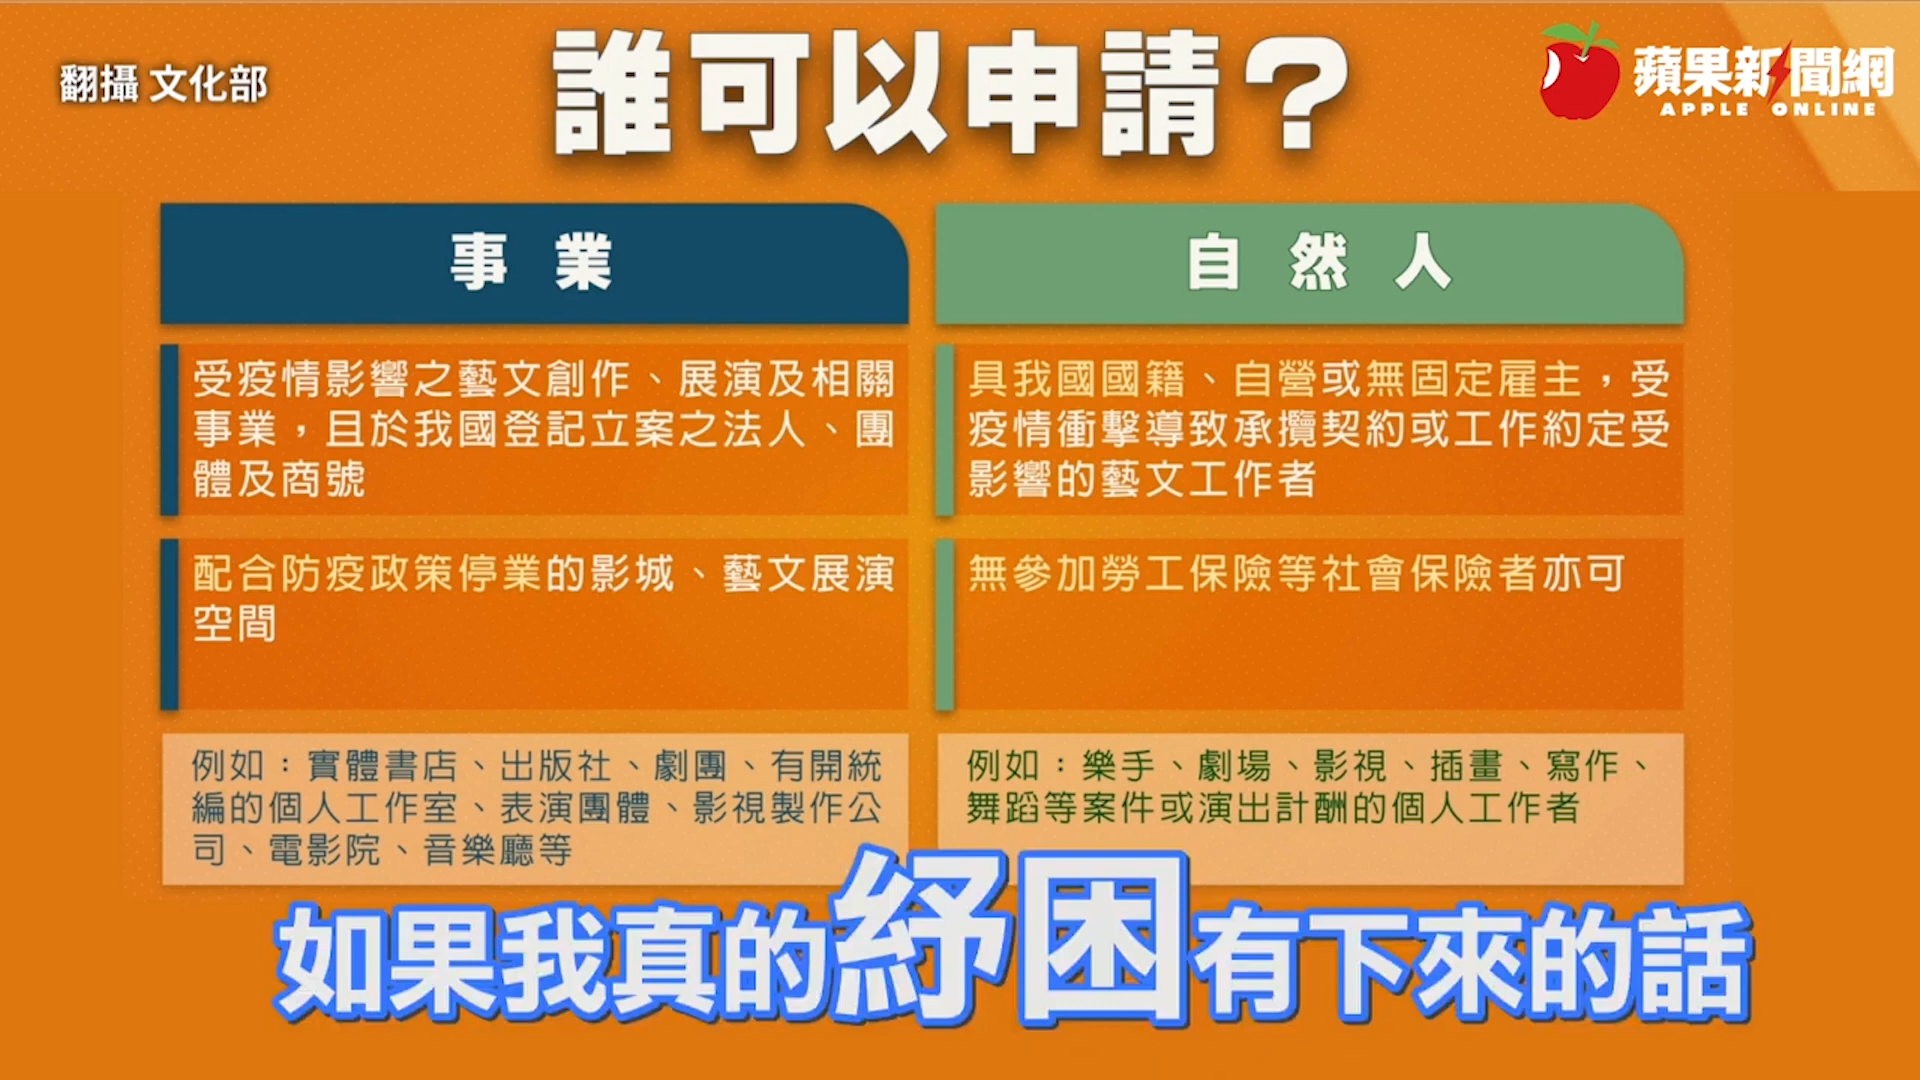 翻攝 文化部
誰可以申請？
蘋果新聞網
APPLE ONLINE
事業
受疫情影響之藝文創作、展演及相關
事業，且於我國登記立案之法人、團
體及商號
配合防疫政策停業的影城、藝文展演
空間
例如：實體書店、出版社、劇團、有開統
編的個人工作室、表演團體、影視製作公
司、電影院、音樂廳等
自然人
具我國國籍、自營或無固定雇主，受
疫情衝擊導致承攬契約或工作約定受
影響的藝文工作者
無參加勞工保險等社會保險者亦可
例如：樂手、劇場、影視、插畫、寫作、
舞蹈等案件或演出計酬的個人工作者
如果我真的紓困有下來的話